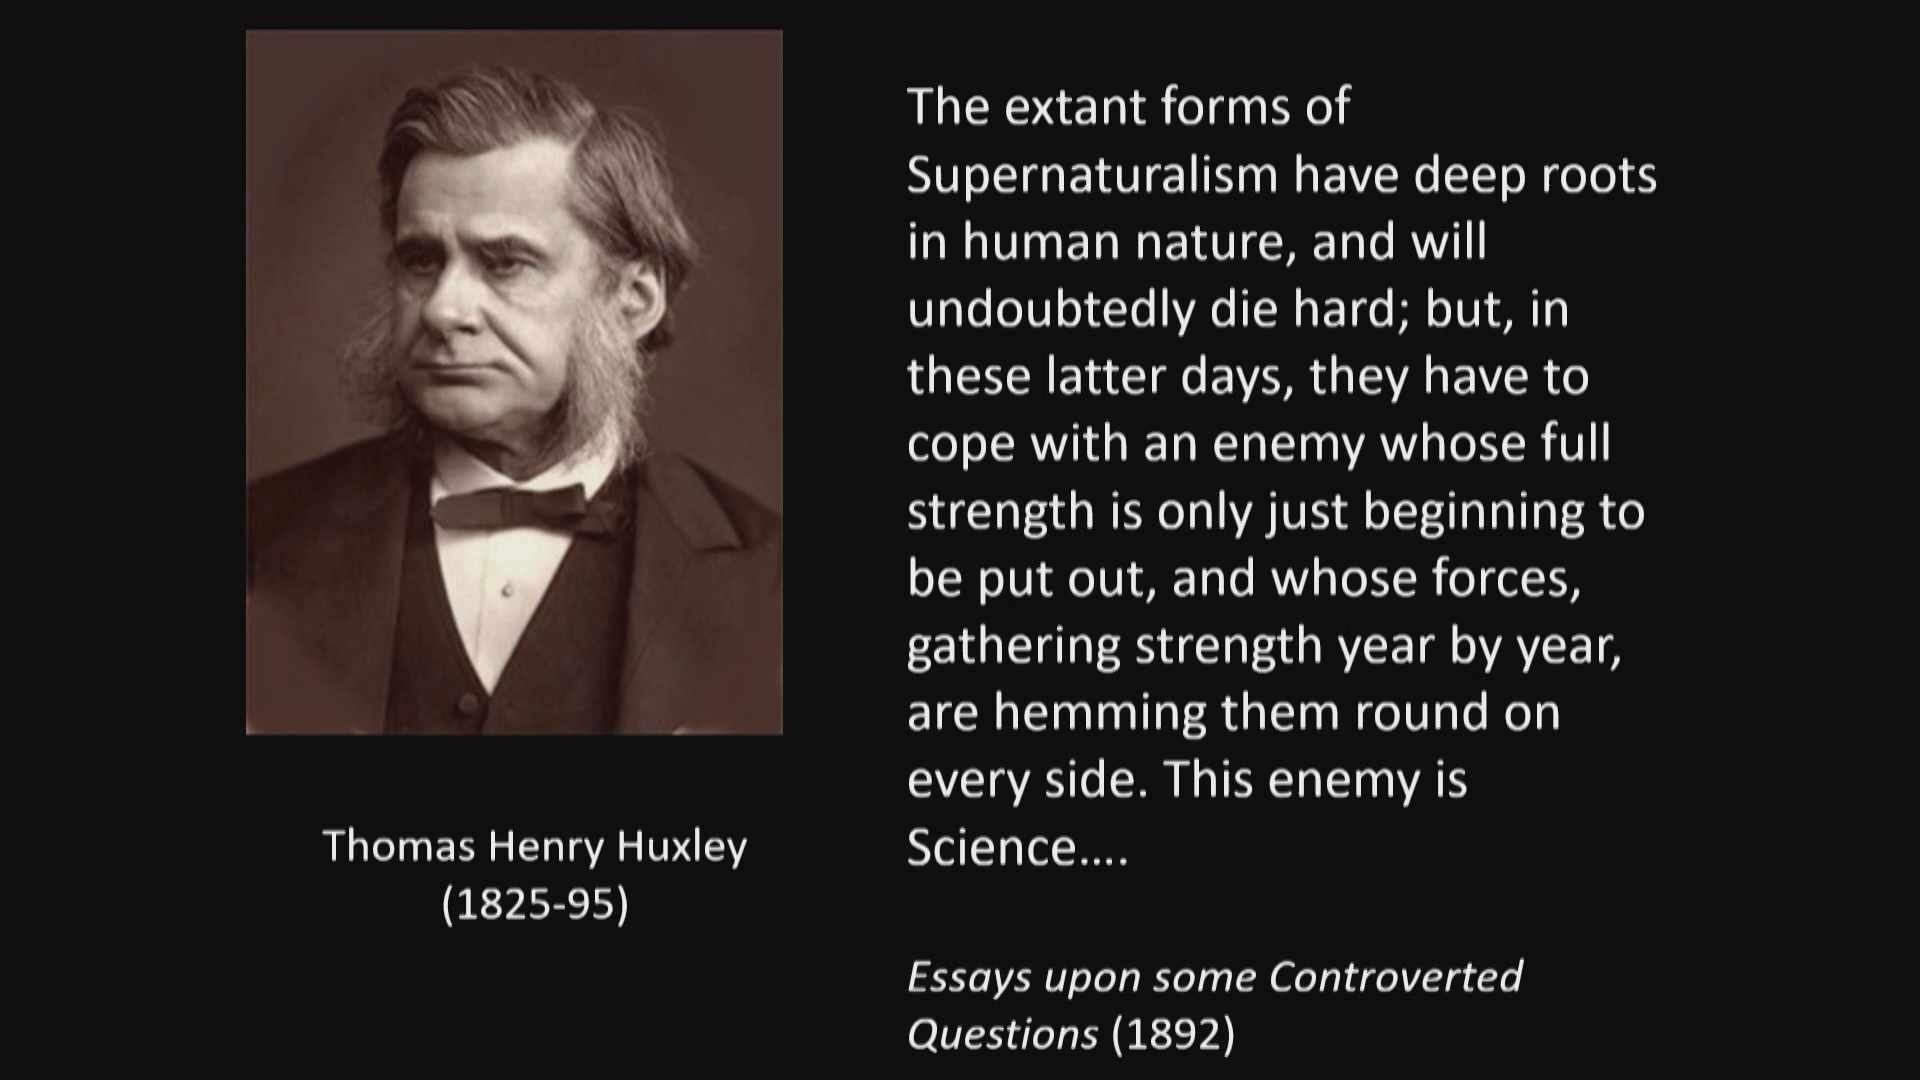 The extant forms of
Supernaturalism have deep roots
in human nature, and will
undoubtedly die hard; but, in
these latter days, they have to
cope with an enemy whose full
strength is only just beginning to
be put out, and whose forces,
gathering strength year by year,
are hemming them round on
every side. This enemy is
Science....
Essays upon some Controverted
Questions (1892)
Thomas Henry Huxley
(1825-95)